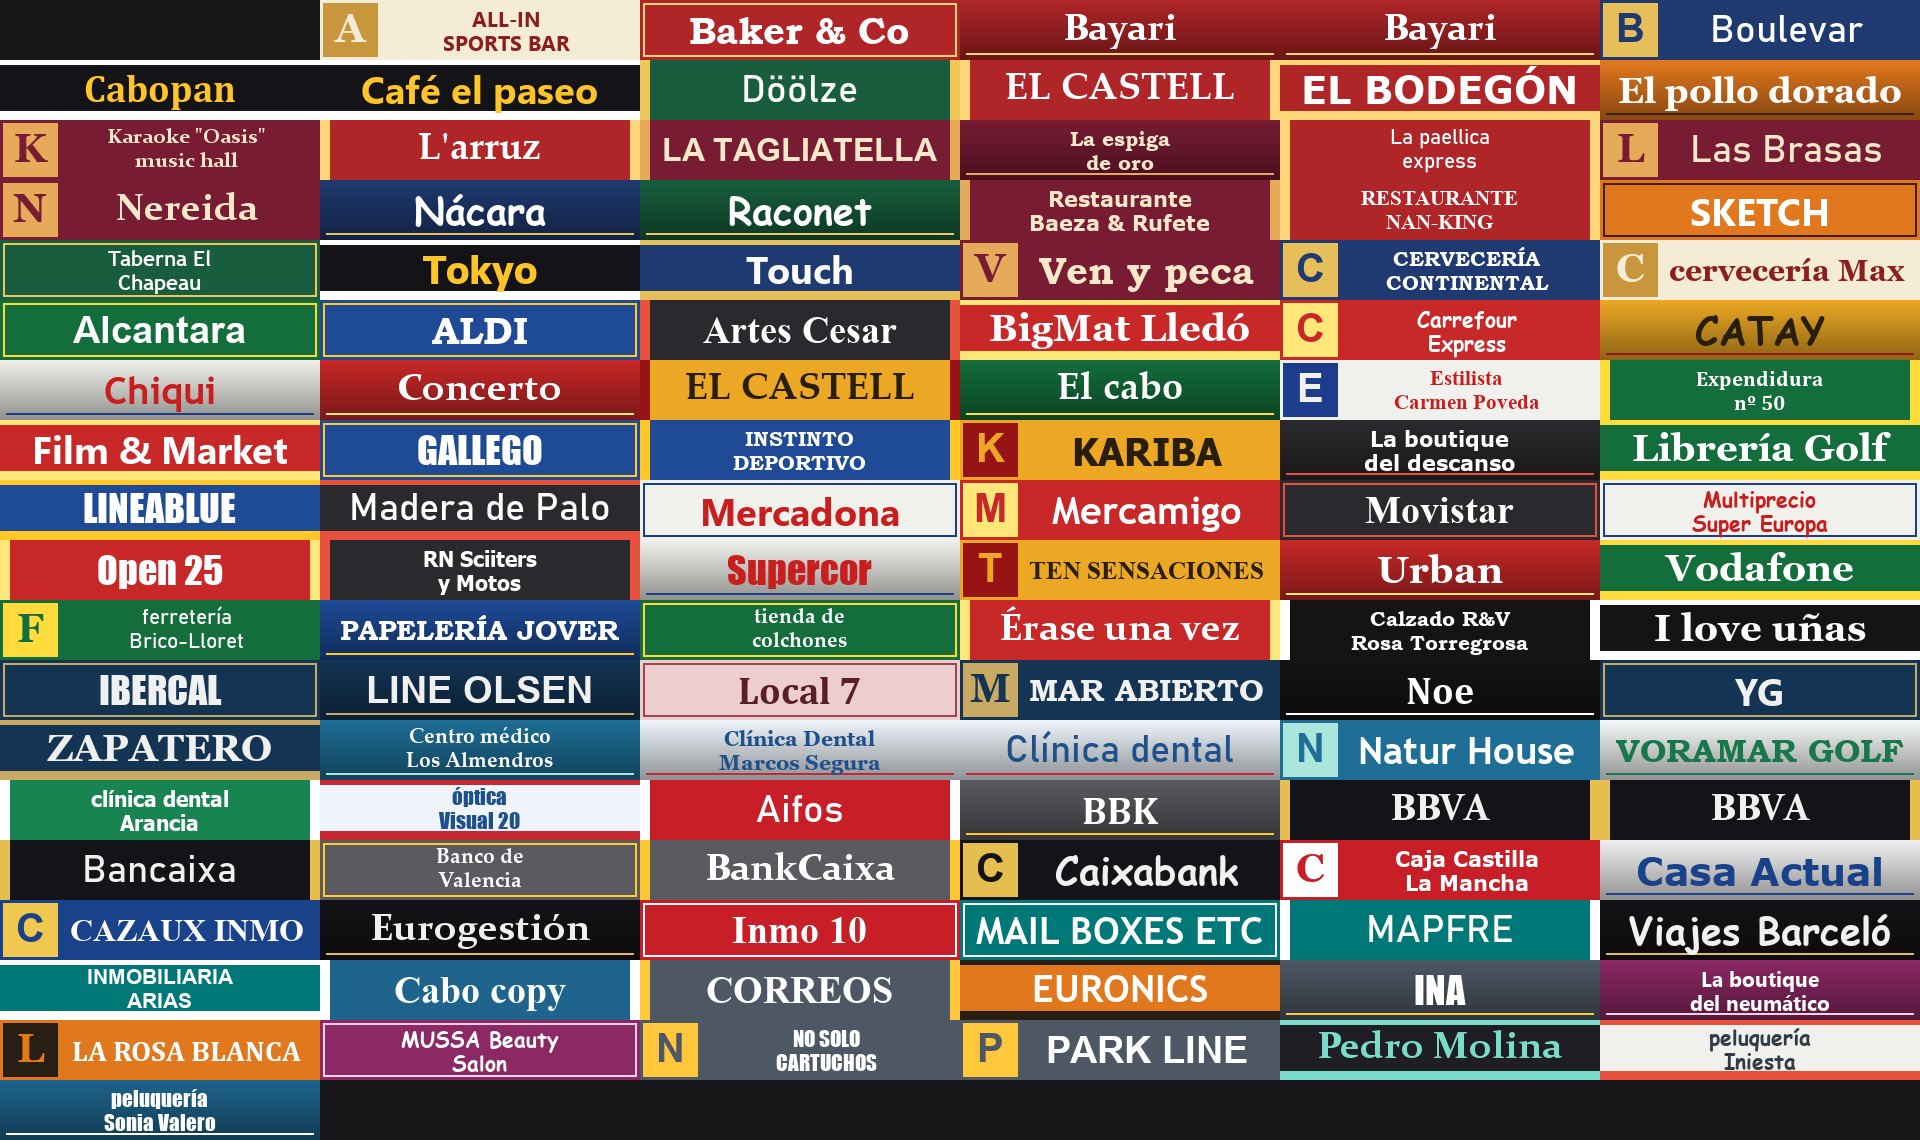 A
ALL-IN
SPORTS BAR
Baker & Co
Bayari
Bayari
B
Boulevar
Cabopan
Café el paseo
Döölze
EL CASTELL
EL BODEGÓN
El pollo dorado
K
Karaoke "Oasis"
music hall
L'arruz
LA TAGLIATELLA
La espiga
de oro
La paellica
express
L
Las Brasas
N
Nereida
Nácara
Raconet
Restaurante
Baeza & Rufete
RESTAURANTE
NAN-KING
SKETCH
Taberna El
Chapeau
Tokyo
Touch
V
Ven y peca
C
CERVECERÍA
CONTINENTAL
C
cervecería Max
Alcantara
ALDI
Artes Cesar
BigMat Lledó
C
Carrefour
Express
CATAY
Chiqui
Concerto
EL CASTELL
El cabo
E
Estilista
Carmen Poveda
Expendidura
nº 50
Film & Market
GALLEGO
INSTINTO
DEPORTIVO
K
KARIBA
La boutique
del descanso
Librería Golf
LINEABLUE
Madera de Palo
Mercadona
M
Mercamigo
Movistar
Multiprecio
Super Europa
Open 25
RN Sciiters
y Motos
Supercor
T
TEN SENSACIONES
Urban
Vodafone
F
ferretería
Brico-Lloret
PAPELERÍA JOVER
tienda de
colchones
Érase una vez
Calzado R&V
Rosa Torregrosa
I love uñas
IBERCAL
LINE OLSEN
Local 7
M
MAR ABIERTO
Noe
YG
ZAPATERO
Centro médico
Los Almendros
Clínica Dental
Marcos Segura
Clínica dental
N
Natur House
VORAMAR GOLF
clínica dental
Arancia
óptica
Visual 20
Aifos
BBK
BBVA
BBVA
Bancaixa
Banco de
Valencia
BankCaixa
C
Caixabank
C
Caja Castilla
La Mancha
Casa Actual
C
CAZAUX INMO
Eurogestión
Inmo 10
MAIL BOXES ETC
MAPFRE
Viajes Barceló
INMOBILIARIA
ARIAS
Cabo copy
CORREOS
EURONICS
INA
La boutique
del neumático
L
LA ROSA BLANCA
MUSSA Beauty
Salon
N
NO SOLO
CARTUCHOS
P
PARK LINE
Pedro Molina
peluquería
Iniesta
peluquería
Sonia Valero